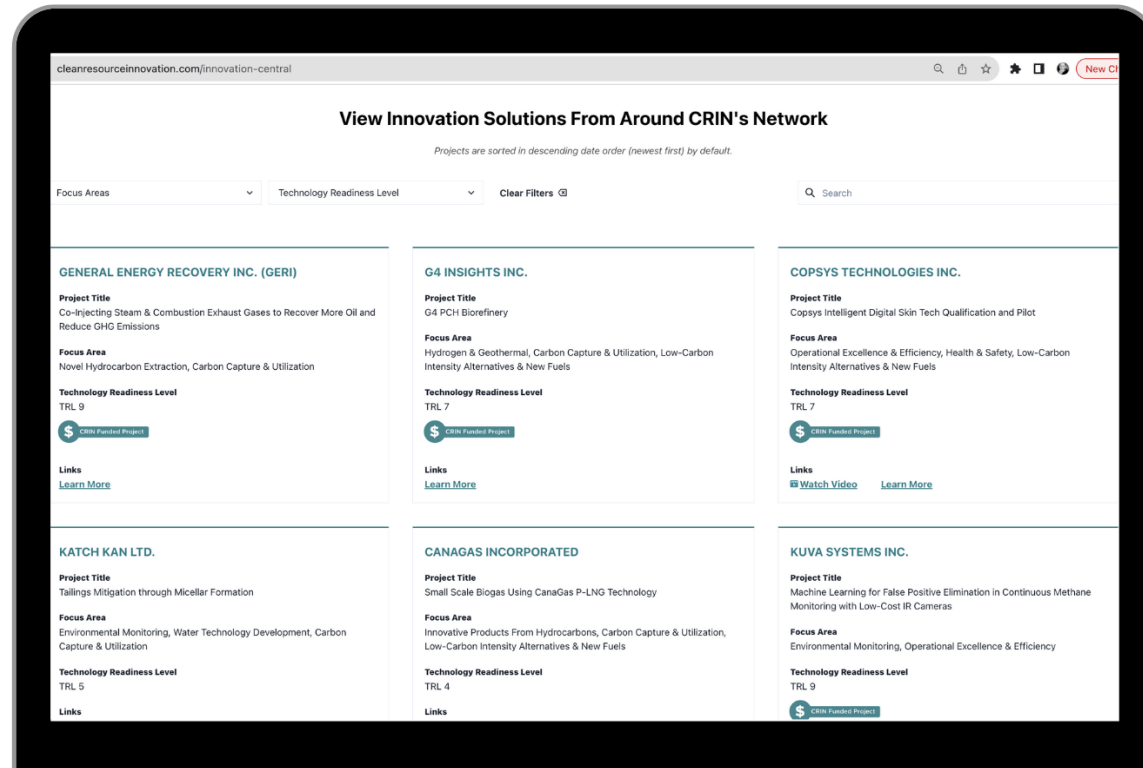 cleanresourceinnovation.com/innovation-central
New Ch
View Innovation Solutions From Around CRIN's Network
Projects are sorted in descending date order (newest first) by default.
Focus Areas
Technology Readiness Level
Clear Filters
Search
GENERAL ENERGY RECOVERY INC. (GERI)
Project Title
Co-Injecting Steam & Combustion Exhaust Gases to Recover More Oil and
Reduce GHG Emissions
Focus Area
Novel Hydrocarbon Extraction, Carbon Capture & Utilization
Technology Readiness Level
TRL 9
$ CRIN Funded Project
Links
Learn More
G4 INSIGHTS INC.
Project Title
G4 PCH Biorefinery
Focus Area
Hydrogen & Geothermal, Carbon Capture & Utilization, Low-Carbon
Intensity Alternatives & New Fuels
Technology Readiness Level
TRL 7
$ CRIN Funded Project
Links
Learn More
COPSYS TECHNOLOGIES INC.
Project Title
Copsys Intelligent Digital Skin Tech Qualification and Pilot
Focus Area
Operational Excellence & Efficiency, Health & Safety, Low-Carbon
Intensity Alternatives & New Fuels
Technology Readiness Level
TRL 7
$ CRIN Funded Project
Links
Watch Video Learn More
KATCH KAN LTD.
Project Title
Tailings Mitigation through Micellar Formation
Focus Area
Environmental Monitoring, Water Technology Development, Carbon
Capture & Utilization
Technology Readiness Level
TRL 5
Links
CANAGAS INCORPORATED
Project Title
Small Scale Biogas Using CanaGas P-LNG Technology
Focus Area
Innovative Products From Hydrocarbons, Carbon Capture & Utilization,
Low-Carbon Intensity Alternatives & New Fuels
Technology Readiness Level
TRL 4
Links
KUVA SYSTEMS INC.
Project Title
Machine Learning for False Positive Elimination in Continuous Methane
Monitoring with Low-Cost IR Cameras
Focus Area
Environmental Monitoring, Operational Excellence & Efficiency
Technology Readiness Level
TRL 9
$ CRIN Funded Project